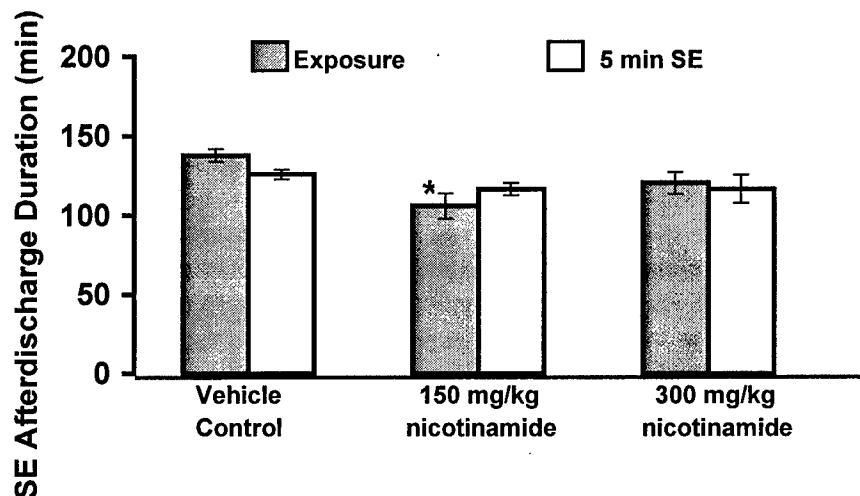 SE Afterdischarge Duration (min)
200
150
100
50
0
Exposure
5 min SE
*
Vehicle
Control
150 mg/kg
nicotinamide
300 mg/kg
nicotinamide